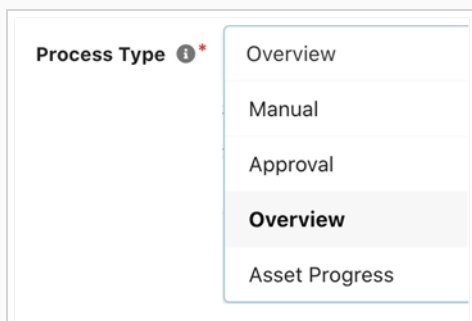 Process Type i * Overview
Manual
Approval
Overview
Asset Progress